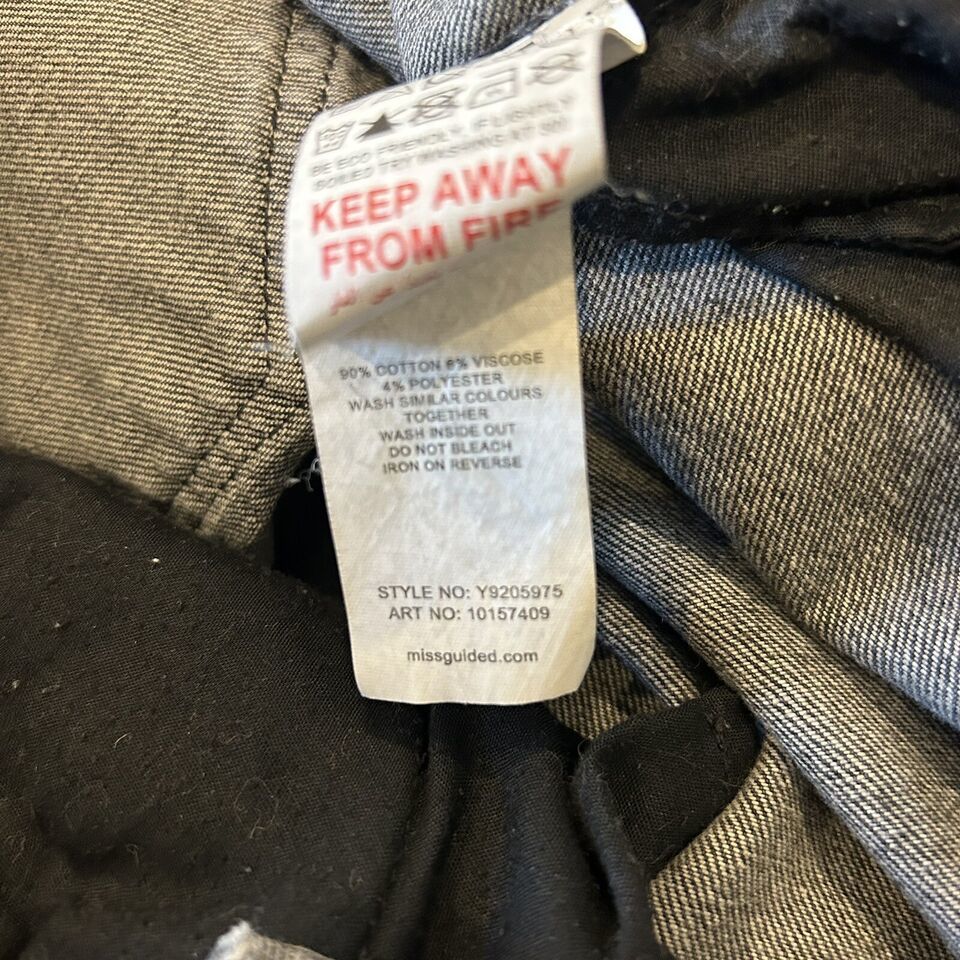 BE ECO FRIENDLY, IF LIGHTLY
SOILED TRY WASHING AT 30
KEEP AWAY
FROM FIRE
90% COTTON 6% VISCOSE
4% POLYESTER
WASH SIMILAR COLOURS
TOGETHER
WASH INSIDE OUT
DO NOT BLEACH
IRON ON REVERSE
STYLE NO: Y9205975
ART NO: 10157409
missguided.com